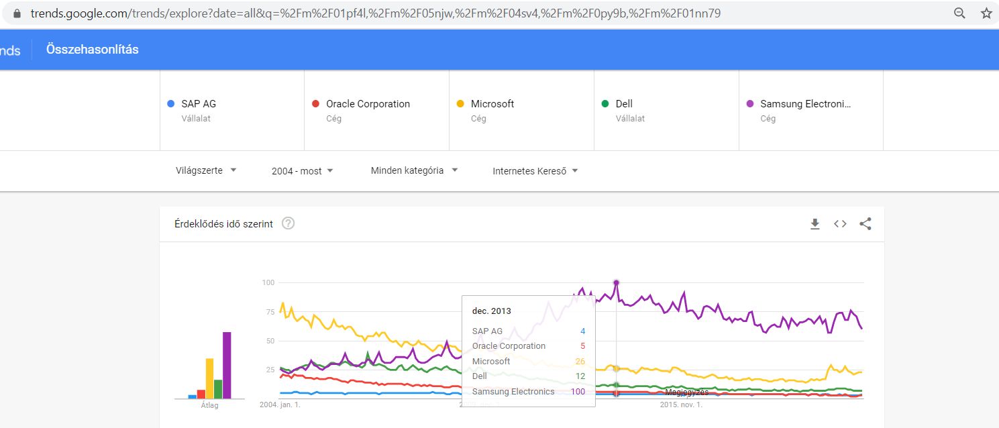 trends.google.com/trends/explore?date=all&q=%2Fm%2F01pf4l,%2Fm%2F05njw,%2Fm%2F04sv4,%2Fm%2F0py9b,%2Fm%2F01nn79
nds Összehasonlítás
SAP AG
Vállalat
Oracle Corporation
Cég
Microsoft
Cég
Dell
Vállalat
Samsung Electroni...
Cég
Világszerte
2004 - most
Minden kategória
Internetes Kereső
Érdeklődés idő szerint ?
100
75
50
25
dec. 2013
SAP AG 4
Oracle Corporation 5
Microsoft 26
Dell 12
Samsung Electronics 100
Megjegyzés
Átlag
2004. jan. 1.
2015. nov. 1.